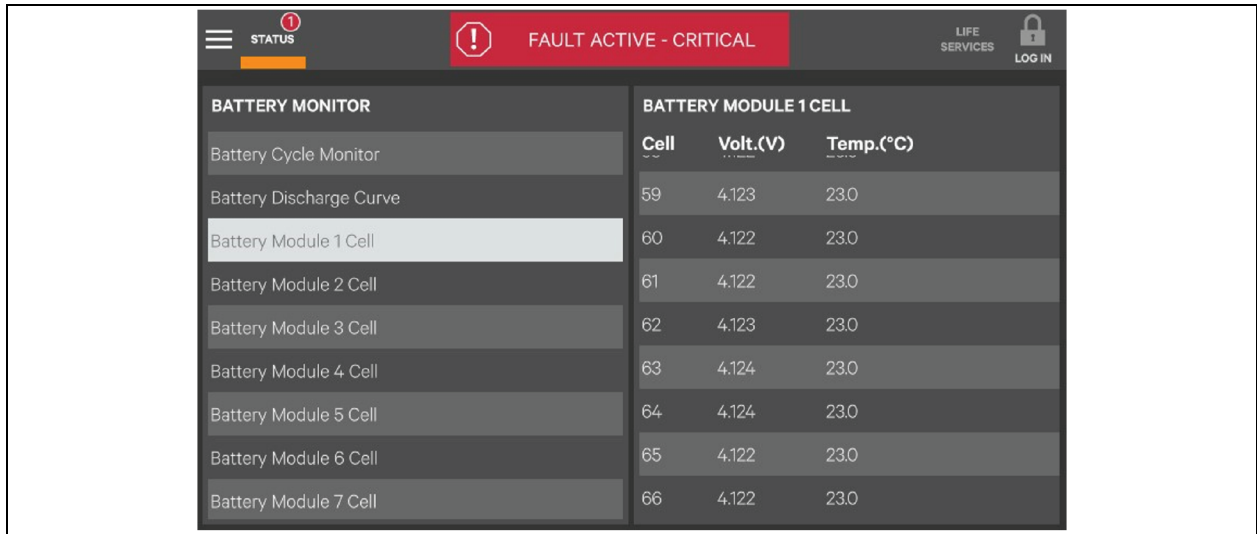 1
STATUS
FAULT ACTIVE - CRITICAL
LIFE
SERVICES
LOG IN
BATTERY MONITOR
Battery Cycle Monitor
Battery Discharge Curve
Battery Module 1 Cell
Battery Module 2 Cell
Battery Module 3 Cell
Battery Module 4 Cell
Battery Module 5 Cell
Battery Module 6 Cell
Battery Module 7 Cell
BATTERY MODULE 1 CELL
Cell Volt.(V) Temp.(°C)
59 4.123 23.0
60 4.122 23.0
61 4.122 23.0
62 4.123 23.0
63 4.124 23.0
64 4.124 23.0
65 4.122 23.0
66 4.122 23.0